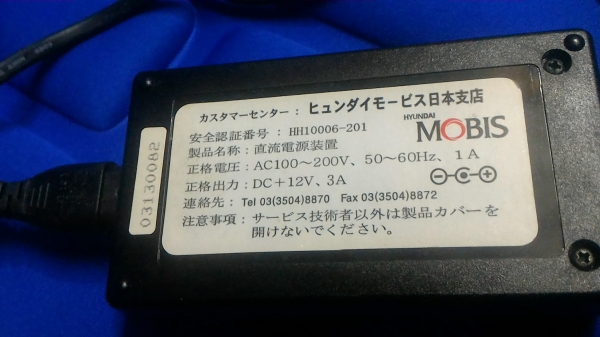 カスタマーセンター : ヒュンダイモービス日本支店
安全認証番号 : HH10006-201
HYUNDAI
MOBIS
製品名称 : 直流電源装置
正格電圧 : AC100~200V、50~60Hz、1A
正格出力 : DC+12V、3A
連絡先 : Tel 03(3504)8870 Fax 03(3504)8872
注意事項 : サービス技術者以外は製品カバーを
開けないでください。
03130082